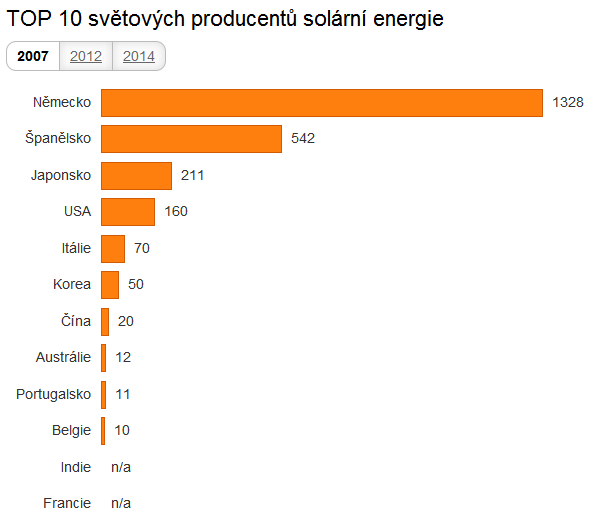 TOP 10 světových producentů solární energie
2007 2012 2014
Německo 1328
Španělsko 542
Japonsko 211
USA 160
Itálie 70
Korea 50
Čína 20
Austrálie 12
Portugalsko 11
Belgie 10
Indie n/a
Francie n/a